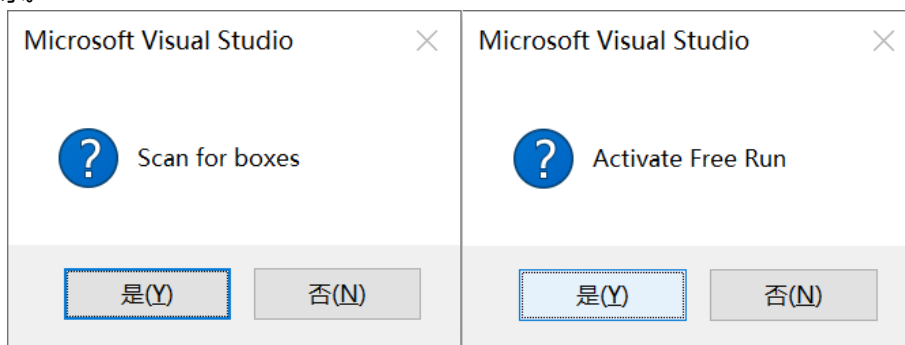 Microsoft Visual Studio
Scan for boxes
是(Y)
否(N)
Microsoft Visual Studio
Activate Free Run
是(Y)
否(N)